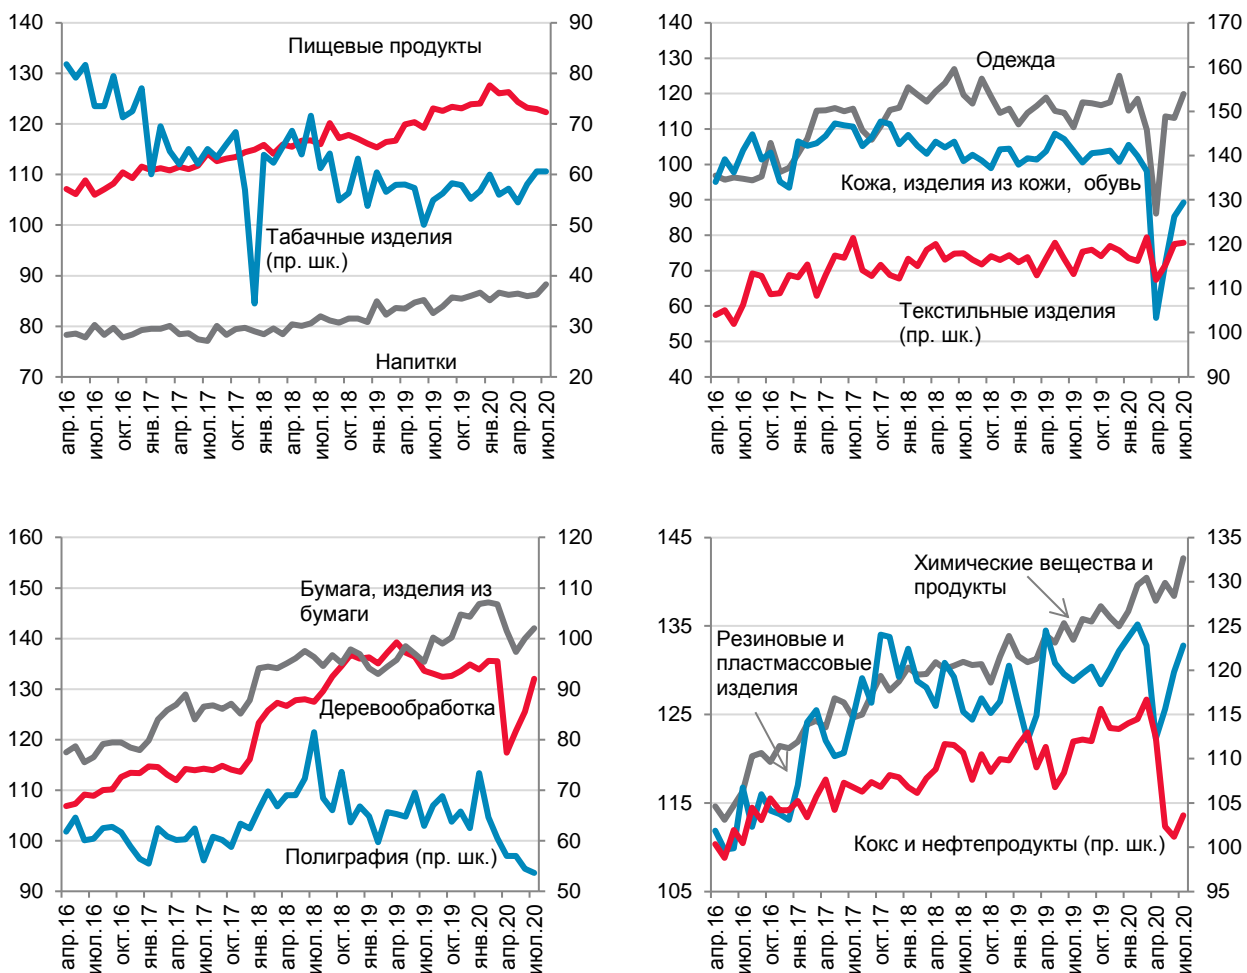 140
130
120
110
100
90
80
70
90
80
70
60
50
40
30
20
Пищевые продукты
Табачные изделия
(пр. шк.)
Напитки
апр.16
июл.16
окт.16
янв.17
апр.17
июл.17
окт.17
янв.18
апр.18
июл.18
окт.18
янв.19
апр.19
июл.19
окт.19
янв.20
апр.20
июл.20
140
130
120
110
100
90
80
70
60
50
40
170
160
150
140
130
120
110
100
90
Одежда
Кожа, изделия из кожи, обувь
Текстильные изделия
(пр. шк.)
апр.16
июл.16
окт.16
янв.17
апр.17
июл.17
окт.17
янв.18
апр.18
июл.18
окт.18
янв.19
апр.19
июл.19
окт.19
янв.20
апр.20
июл.20
160
150
140
130
120
110
100
90
120
110
100
90
80
70
60
50
Бумага, изделия из
бумаги
Деревообработка
Полиграфия (пр. шк.)
апр.16
июл.16
окт.16
янв.17
апр.17
июл.17
окт.17
янв.18
апр.18
июл.18
окт.18
янв.19
апр.19
июл.19
окт.19
янв.20
апр.20
июл.20
145
135
125
115
105
135
130
125
120
115
110
105
100
95
Химические вещества и
продукты
Резиновые и
пластмассовые
изделия
Кокс и нефтепродукты (пр. шк.)
апр.16
июл.16
окт.16
янв.17
апр.17
июл.17
окт.17
янв.18
апр.18
июл.18
окт.18
янв.19
апр.19
июл.19
окт.19
янв.20
апр.20
июл.20